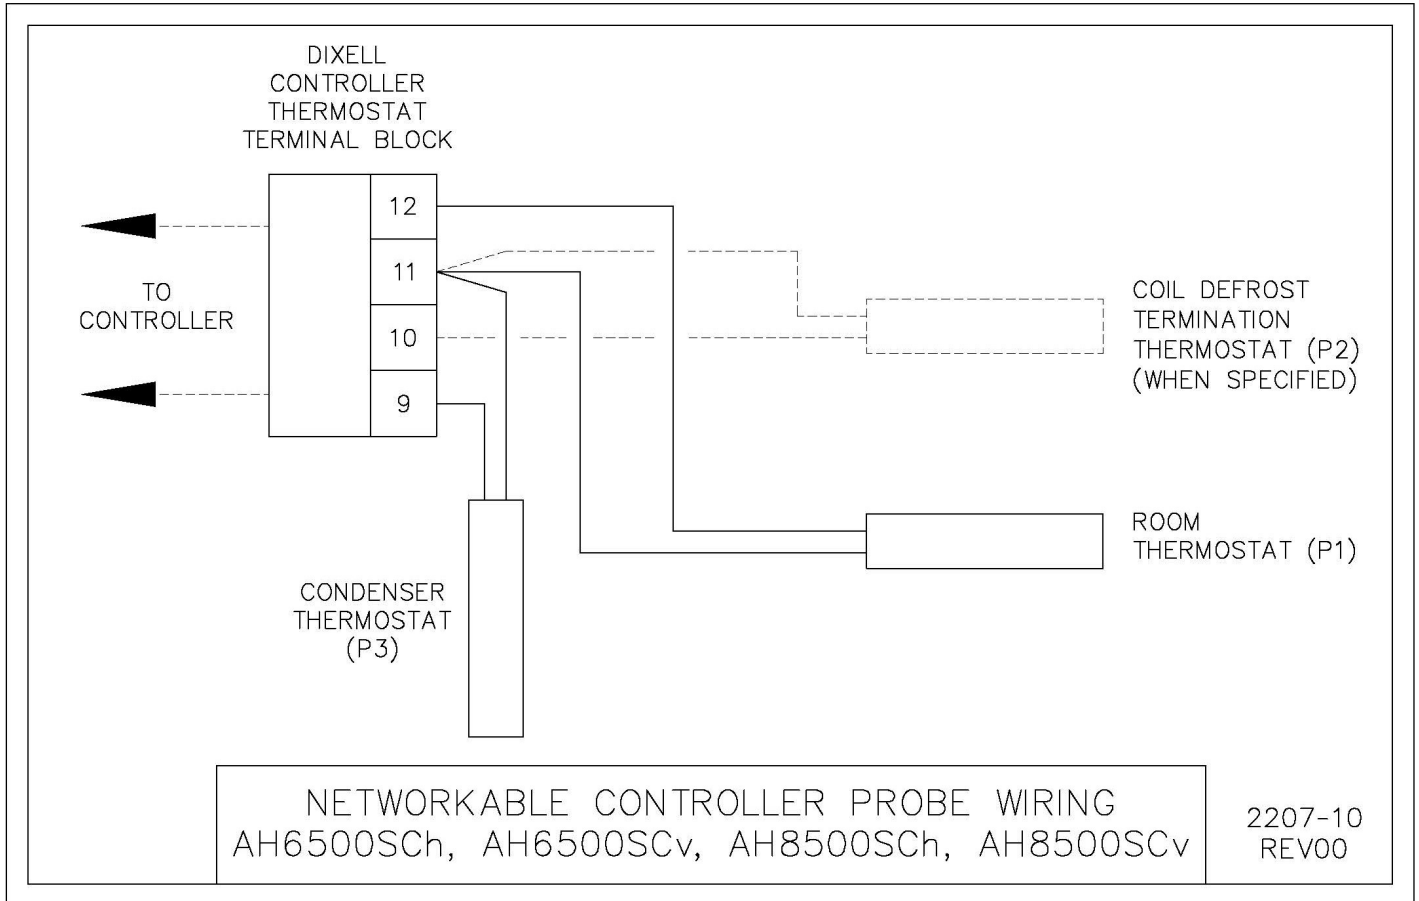 DIXELL
CONTROLLER
THERMOSTAT
TERMINAL BLOCK
12
11
10
9
TO
CONTROLLER
COIL DEFROST
TERMINATION
THERMOSTAT (P2)
(WHEN SPECIFIED)
ROOM
THERMOSTAT (P1)
CONDENSER
THERMOSTAT
(P3)
NETWORKABLE CONTROLLER PROBE WIRING
AH6500SCh, AH6500SCv, AH8500SCh, AH8500SCv
2207-10
REV00